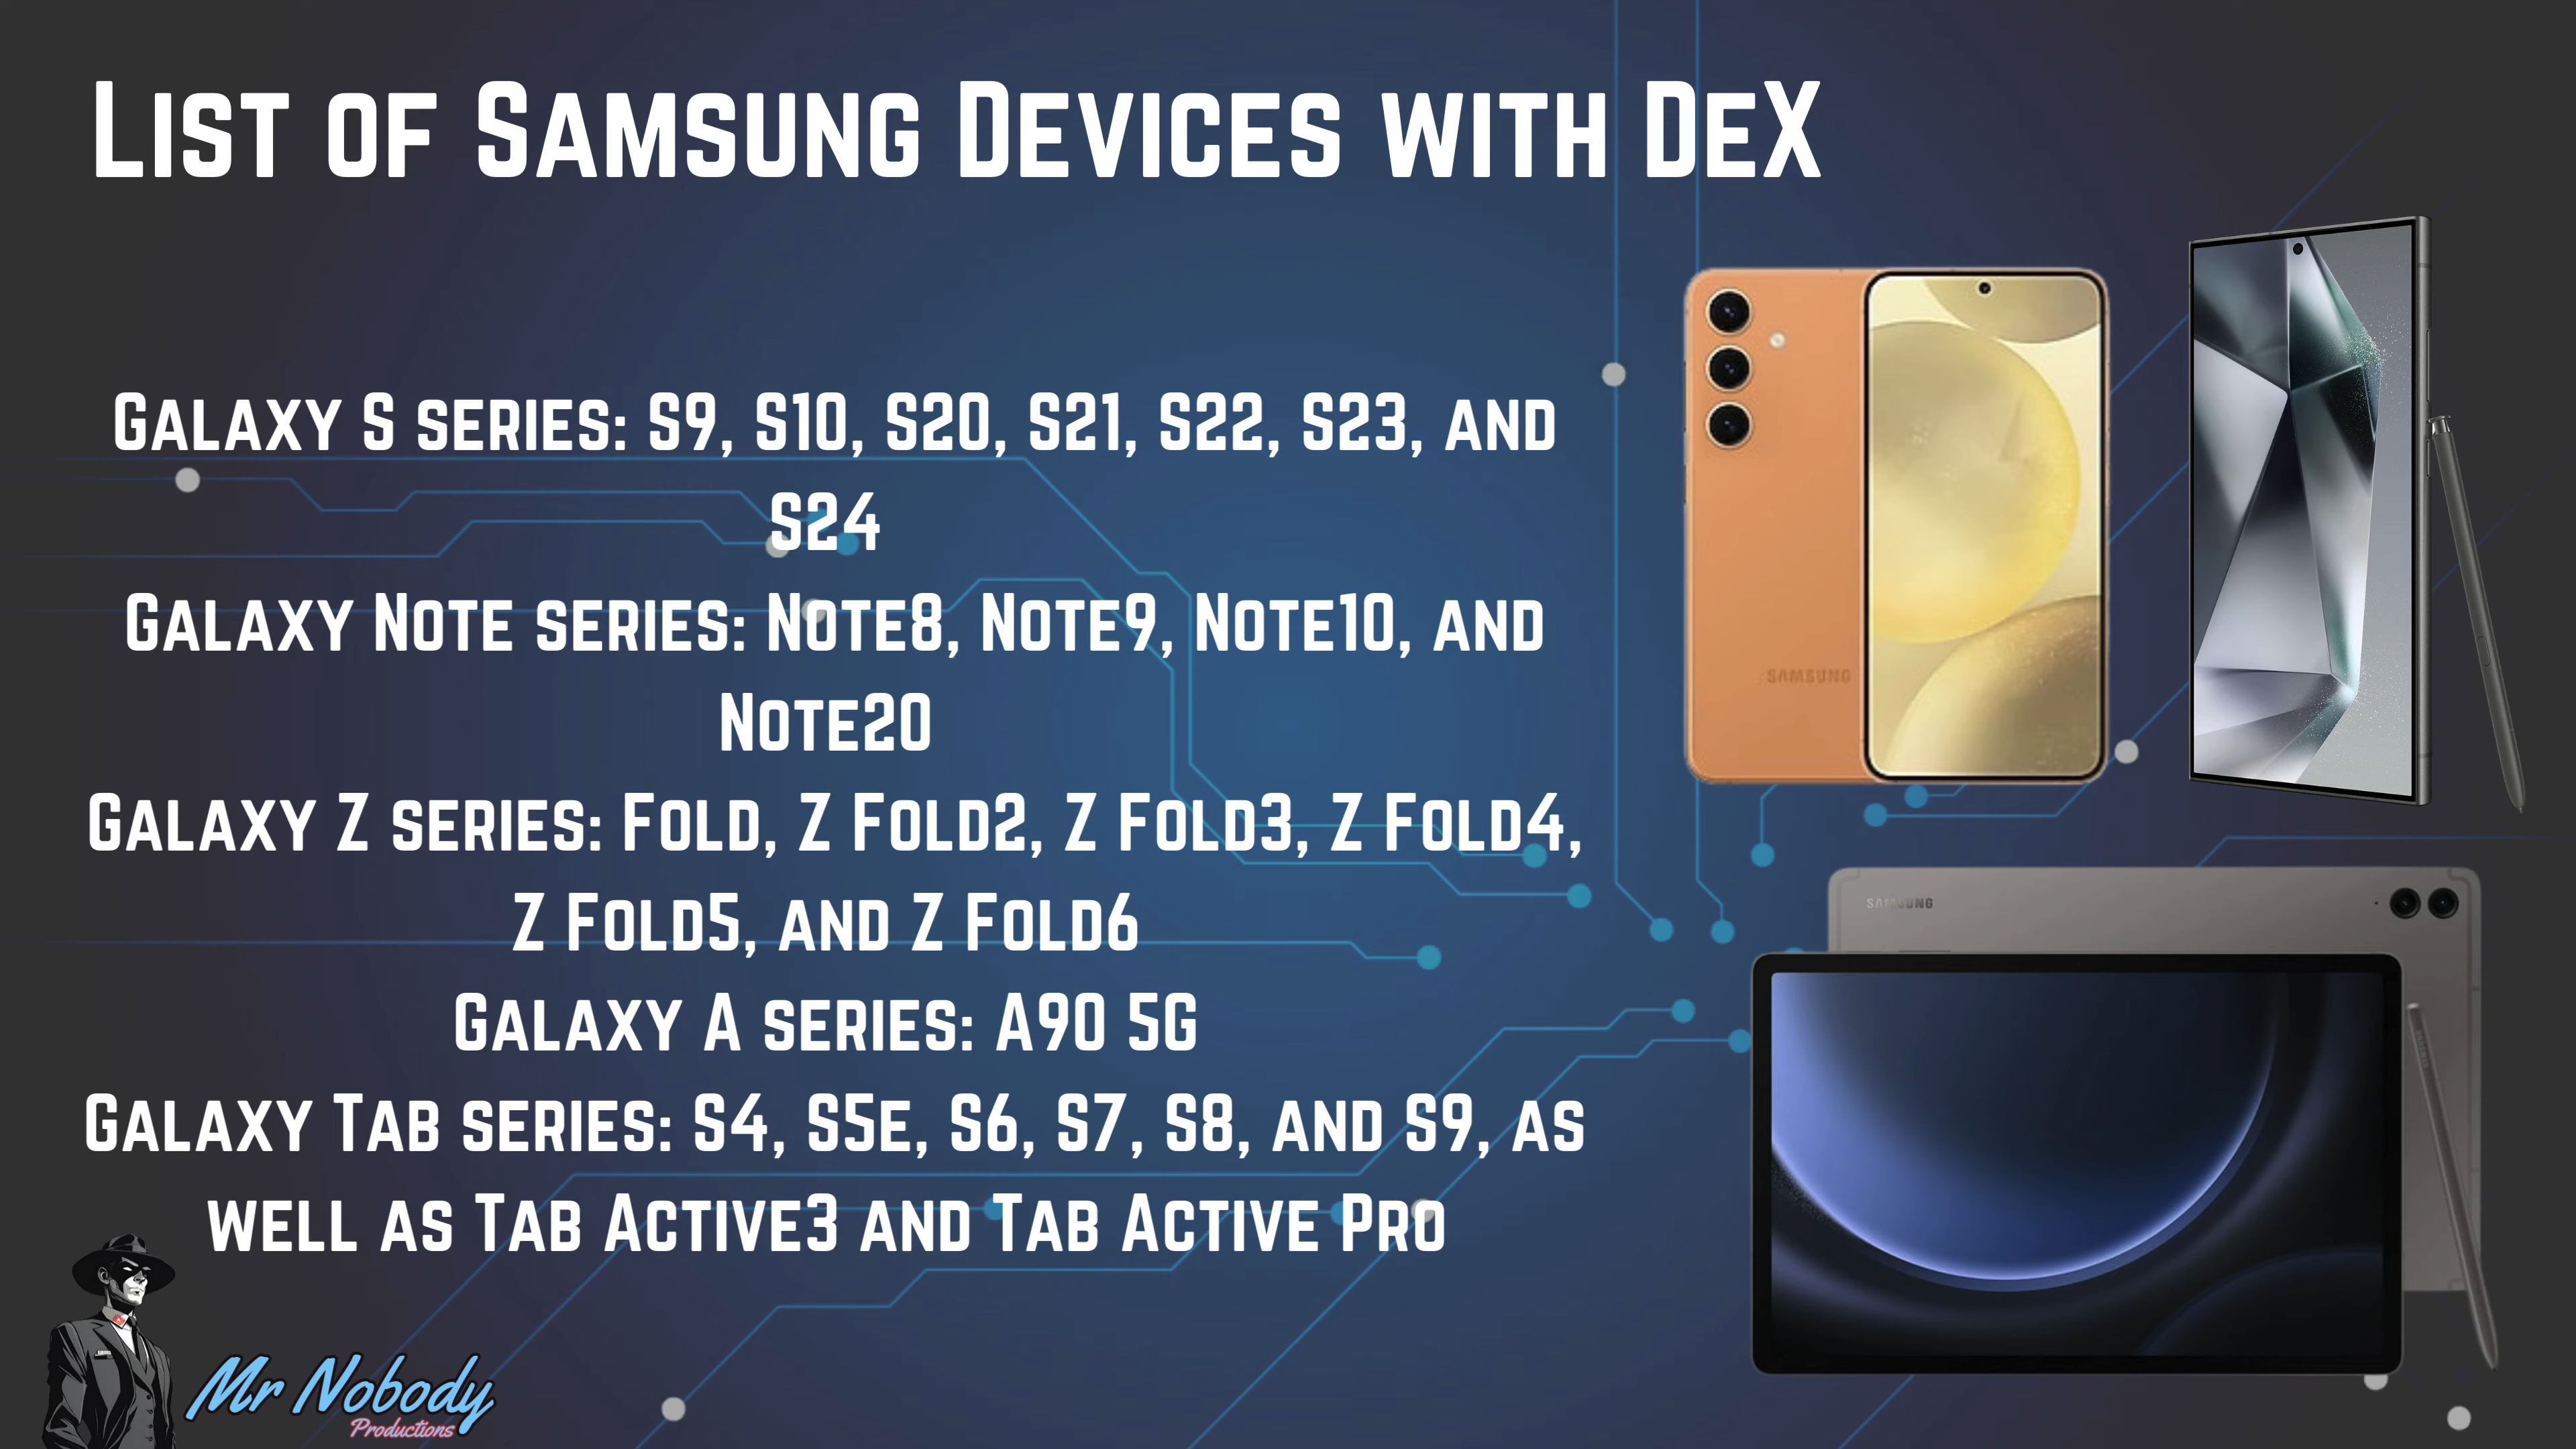 List of Samsung Devices with DeX
Galaxy S series: S9, S10, S20, S21, S22, S23, and
S24
Galaxy Note series: Note8, Note9, Note10, and
Note20
Galaxy Z series: Fold, Z Fold2, Z Fold3, Z Fold4,
Z Fold5, and Z Fold6
Galaxy A series: A90 5G
Galaxy Tab series: S4, S5e, S6, S7, S8, and S9, as
well as Tab Active3 and Tab Active Pro
SAMSUNG
SAMSUNG
Mr Nobody
Productions